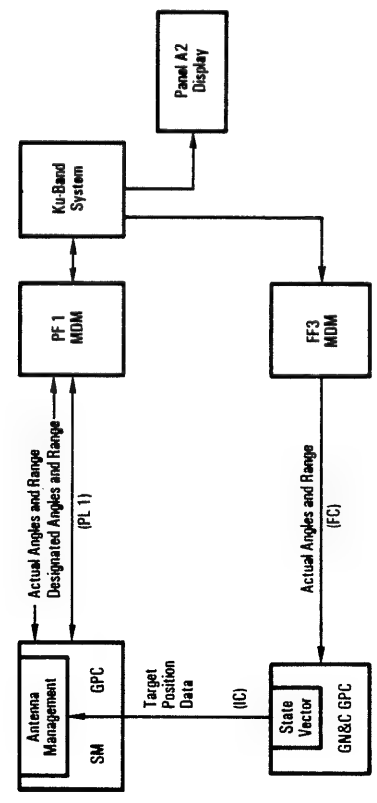 Antenna
Management
SM
GPC
Actual Angles and Range
Designated Angles and Range
(PL 1)
PF 1
MDM
Ku-Band
System
Panel A2
Display
Target
Position
Data
(IC)
State
Vector
GN&C GPC
Actual Angles and Range
(FC)
FF3
MDM